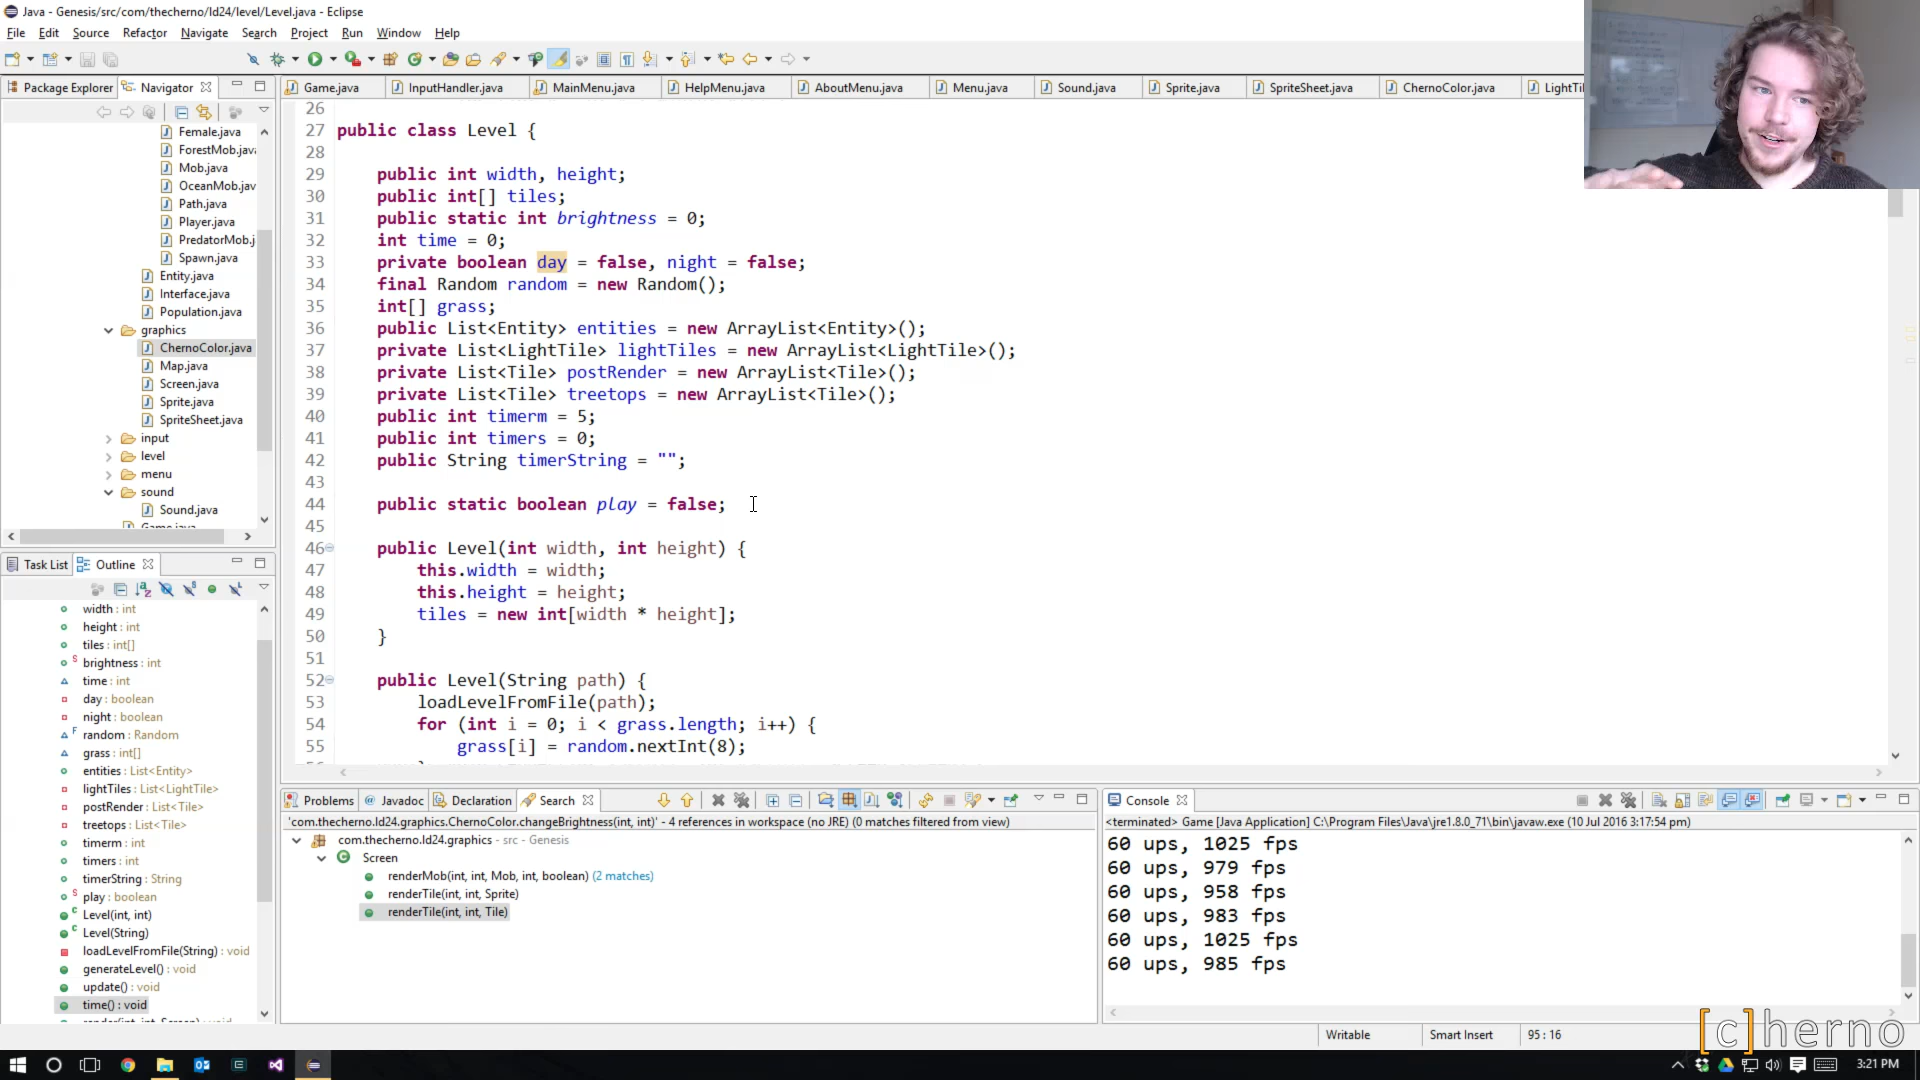 Java - Genesis/src/com/thecherno/ld24/level/Level.java - Eclipse
File Edit Source Refactor Navigate Search Project Run Window Help
Package Explorer Navigator
Game.java InputHandler.java MainMenu.java HelpMenu.java AboutMenu.java Menu.java Sound.java Sprite.java SpriteSheet.java ChernoColor.java LightTil
Female.java
ForestMob.java
Mob.java
OceanMob.jav
Path.java
Player.java
PredatorMob.j
Spawn.java
Entity.java
Interface.java
Population.java
graphics
ChernoColor.java
Map.java
Screen.java
Sprite.java
SpriteSheet.java
input
level
menu
sound
Sound.java
Game.java
26
27 public class Level {
28
29 public int width, height;
30 public int[] tiles;
31 public static int brightness = 0;
32 int time = 0;
33 private boolean day = false, night = false;
34 final Random random = new Random();
35 int[] grass;
36 public List<Entity> entities = new ArrayList<Entity>();
37 private List<LightTile> lightTiles = new ArrayList<LightTile>();
38 private List<Tile> postRender = new ArrayList<Tile>();
39 private List<Tile> treetops = new ArrayList<Tile>();
40 public int timerm = 5;
41 public int timers = 0;
42 public String timerString = "";
43
44 public static boolean play = false;
45
46 public Level(int width, int height) {
47 this.width = width;
48 this.height = height;
49 tiles = new int[width * height];
50 }
51
52 public Level(String path) {
53 loadLevelFromFile(path);
54 for (int i = 0; i < grass.length; i++) {
55 grass[i] = random.nextInt(8);
Task List Outline
width : int
height : int
tiles : int[]
brightness : int
time : int
day : boolean
night : boolean
random : Random
grass : int[]
entities : List<Entity>
lightTiles : List<LightTile>
postRender : List<Tile>
treetops : List<Tile>
timerm : int
timers : int
timerString : String
play : boolean
Level(int, int)
Level(String)
loadLevelFromFile(String) : void
generateLevel() : void
update() : void
time() : void
render(int, int, Screen) : void
Problems Javadoc Declaration Search
'com.thecherno.ld24.graphics.ChernoColor.changeBrightness(int, int)' - 4 references in workspace (no JRE) (0 matches filtered from view)
com.thecherno.ld24.graphics - src - Genesis
Screen
renderMob(int, int, Mob, int, boolean) (2 matches)
renderTile(int, int, Sprite)
renderTile(int, int, Tile)
Console
<terminated> Game [Java Application] C:\Program Files\Java\jre1.8.0_71\bin\javaw.exe (10 Jul 2016 3:17:54 pm)
60 ups, 1025 fps
60 ups, 979 fps
60 ups, 958 fps
60 ups, 983 fps
60 ups, 1025 fps
60 ups, 985 fps
Writable Smart Insert 95 : 16
[c]herno
3:21 PM